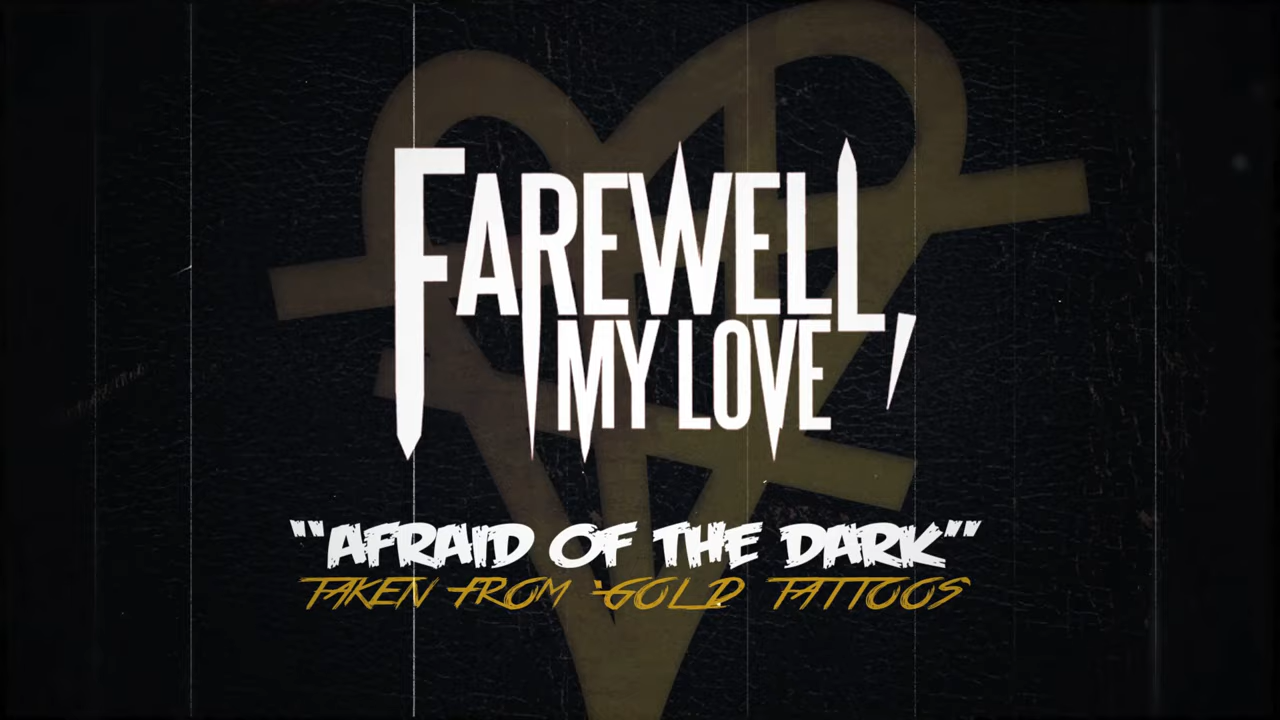 FAREWELL,
MY LOVE
"AFRAID OF THE DARK"
TAKEN FROM 'GOLD TATTOOS'